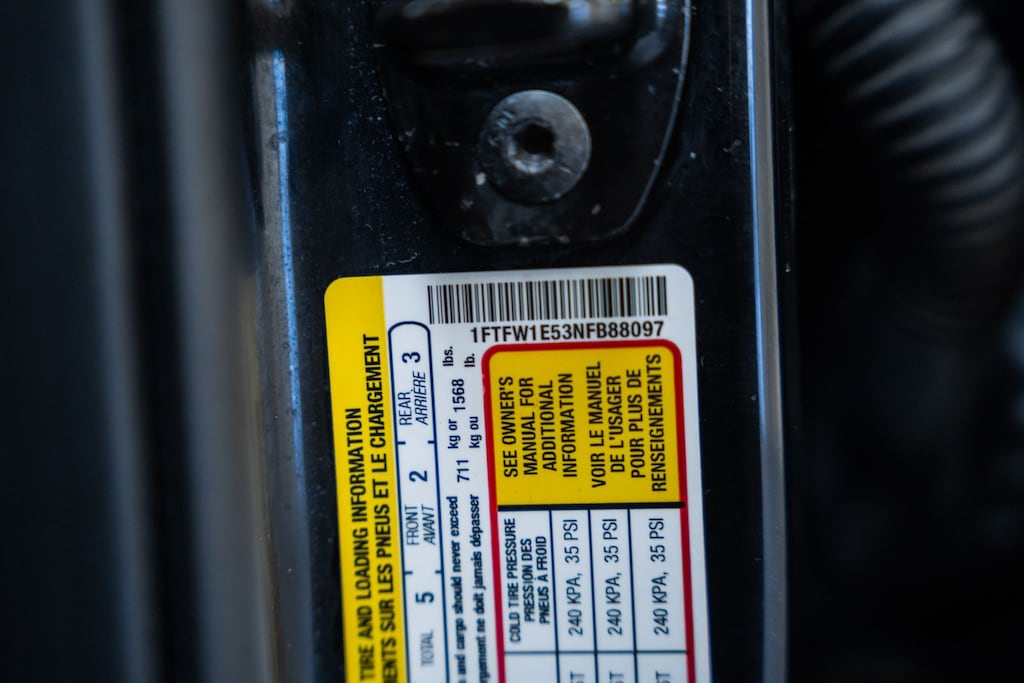 1FTFW1E53NFB88097
TIRE AND LOADING INFORMATION
MENTS SUR LES PNEUS ET LE CHARGEMENT
TOTAL 5 FRONT 2 REAR 3
AVANT ARRIÈRE
and cargo should never exceed 711 kg or 1568 lbs.
rgement ne doit jamais dépasser kg ou lb.
SEE OWNER'S
MANUAL FOR
ADDITIONAL
INFORMATION
VOIR LE MANUEL
DE L'USAGER
POUR PLUS DE
RENSEIGNEMENTS
COLD TIRE PRESSURE
PRESSION DES
PNEUS À FROID
240 KPA, 35 PSI
240 KPA, 35 PSI
240 KPA, 35 PSI